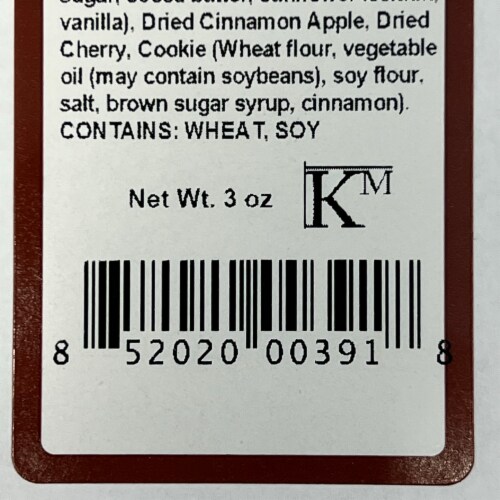 vanilla), Dried Cinnamon Apple, Dried
Cherry, Cookie (Wheat flour, vegetable
oil (may contain soybeans), soy flour,
salt, brown sugar syrup, cinnamon).
CONTAINS: WHEAT, SOY
Net Wt. 3 oz
KM
8 52020 00391 8